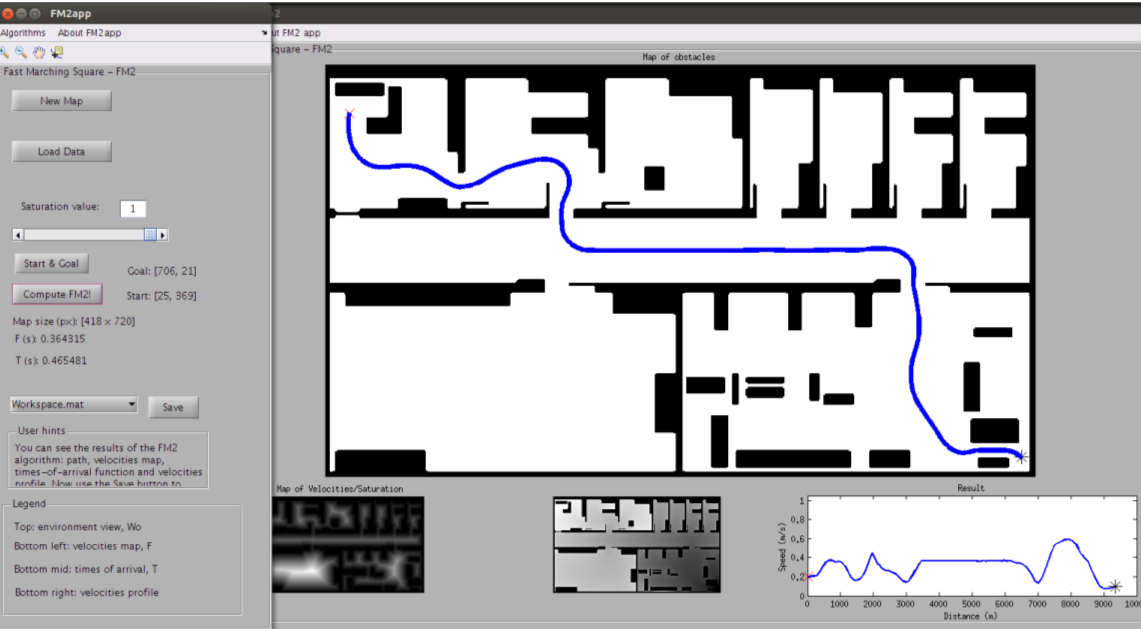 FM2app
2
Algorithms About FM2app
ut FM2 app
Fast Marching Square – FM2
quare – FM2
Map of obstacles
New Map
Load Data
Saturation value: 1
Start & Goal
Goal: [706, 21]
Compute FM2!
Start: [25, 369]
Map size (px): [418 x 720]
F (s): 0.364315
T (s): 0.465481
Workspace.mat
Save
User hints
You can see the results of the FM2
algorithm: path, velocities map,
times-of-arrival function and velocities
profile. Now use the Save button to
Legend
Top: environment view, Wo
Bottom left: velocities map, F
Bottom mid: times of arrival, T
Bottom right: velocities profile
Map of Velocities/Saturation
Result
Speed (m/s)
1
0.8
0.6
0.4
0.2
0
0 1000 2000 3000 4000 5000 6000 7000 8000 9000 1000
Distance (m)